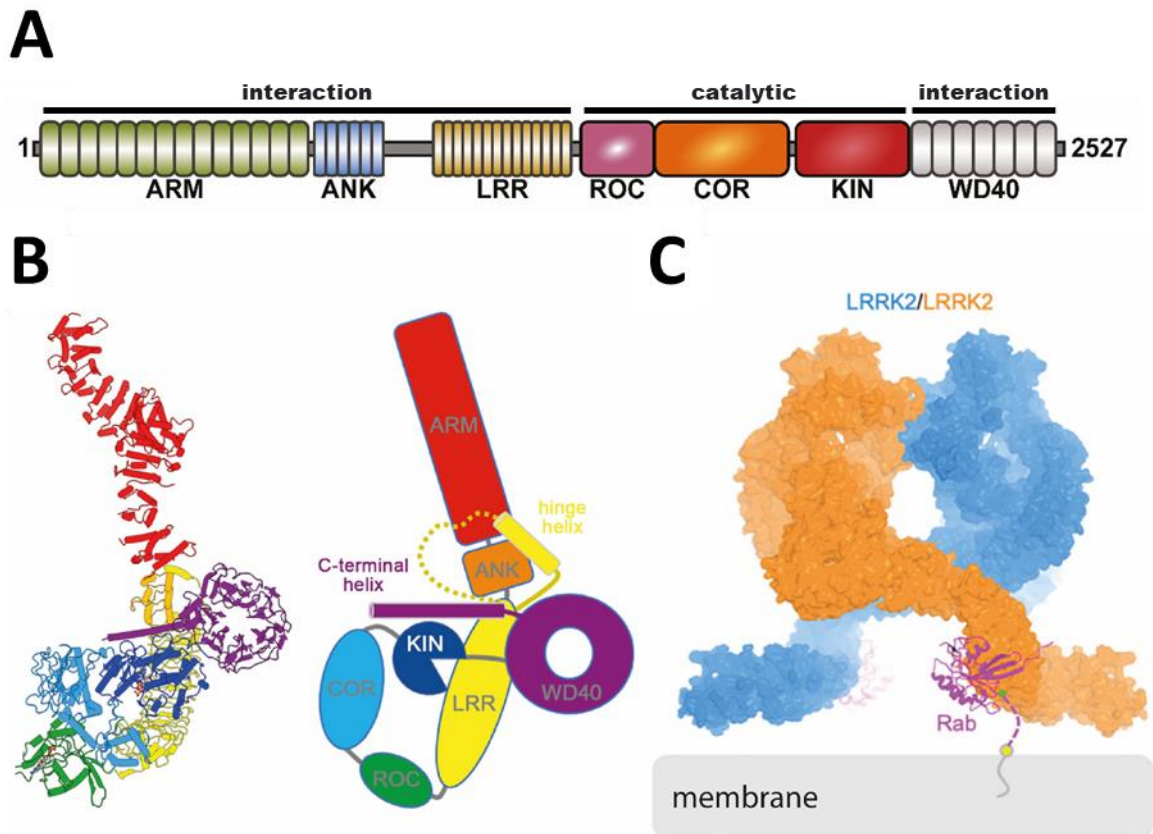 A
interaction catalytic interaction
1 2527
ARM ANK LRR ROC COR KIN WD40
B
C
LRRK2/LRRK2
ARM
hinge
helix
C-terminal
helix
ANK
KIN
COR
LRR
WD40
ROC
Rab
membrane